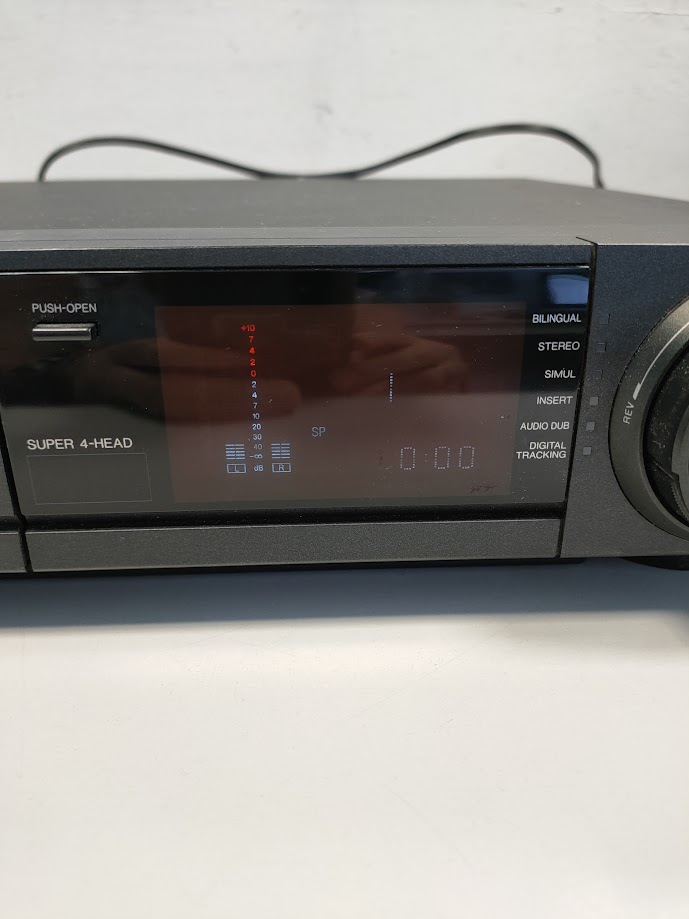 PUSH-OPEN
SUPER 4-HEAD
+10
7
4
2
0
2
4
7
10
20
30
40
-∞
L dB R
SP
0:00
BILINGUAL
STEREO
SIMUL
INSERT
AUDIO DUB
DIGITAL
TRACKING
REV